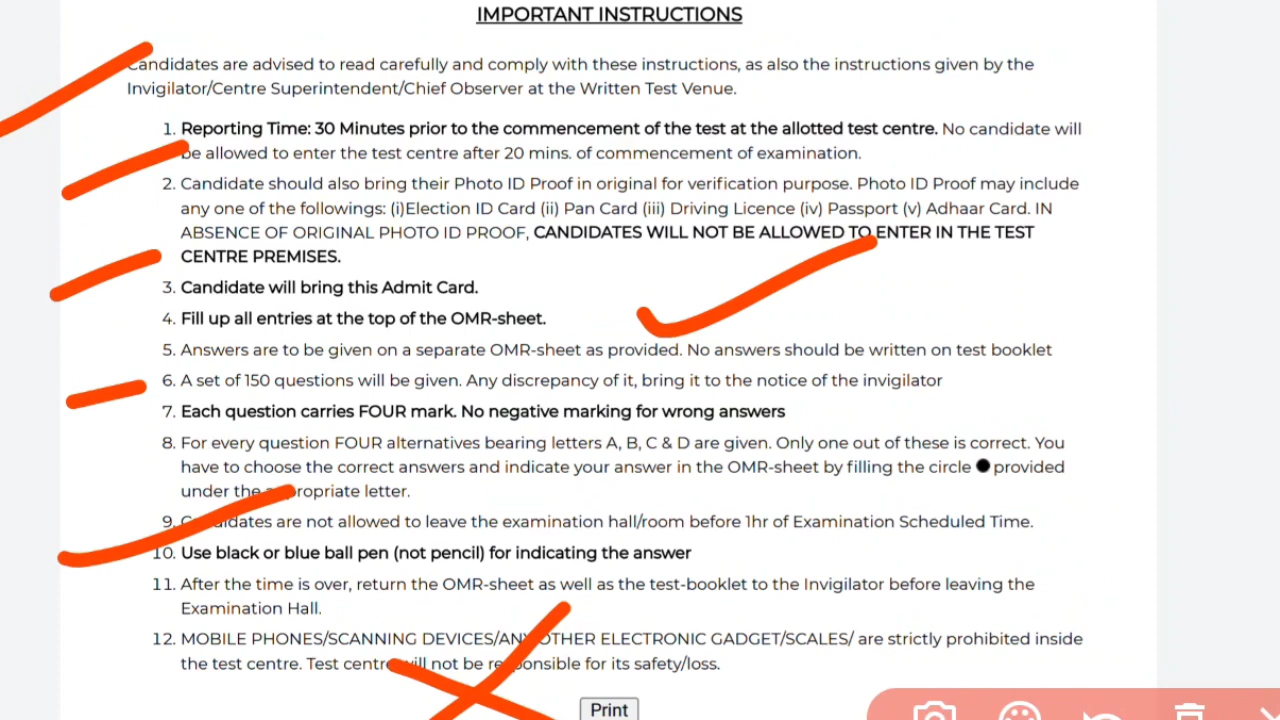 IMPORTANT INSTRUCTIONS
Candidates are advised to read carefully and comply with these instructions, as also the instructions given by the
Invigilator/Centre Superintendent/Chief Observer at the Written Test Venue.
1. Reporting Time: 30 Minutes prior to the commencement of the test at the allotted test centre. No candidate will
be allowed to enter the test centre after 20 mins. of commencement of examination.
2. Candidate should also bring their Photo ID Proof in original for verification purpose. Photo ID Proof may include
any one of the followings: (i)Election ID Card (ii) Pan Card (iii) Driving Licence (iv) Passport (v) Adhaar Card. IN
ABSENCE OF ORIGINAL PHOTO ID PROOF, CANDIDATES WILL NOT BE ALLOWED TO ENTER IN THE TEST
CENTRE PREMISES.
3. Candidate will bring this Admit Card.
4. Fill up all entries at the top of the OMR-sheet.
5. Answers are to be given on a separate OMR-sheet as provided. No answers should be written on test booklet
6. A set of 150 questions will be given. Any discrepancy of it, bring it to the notice of the invigilator
7. Each question carries FOUR mark. No negative marking for wrong answers
8. For every question FOUR alternatives bearing letters A, B, C & D are given. Only one out of these is correct. You
have to choose the correct answers and indicate your answer in the OMR-sheet by filling the circle ● provided
under the appropriate letter.
9. Candidates are not allowed to leave the examination hall/room before 1hr of Examination Scheduled Time.
10. Use black or blue ball pen (not pencil) for indicating the answer
11. After the time is over, return the OMR-sheet as well as the test-booklet to the Invigilator before leaving the
Examination Hall.
12. MOBILE PHONES/SCANNING DEVICES/ANY OTHER ELECTRONIC GADGET/SCALES/ are strictly prohibited inside
the test centre. Test centre will not be responsible for its safety/loss.
Print